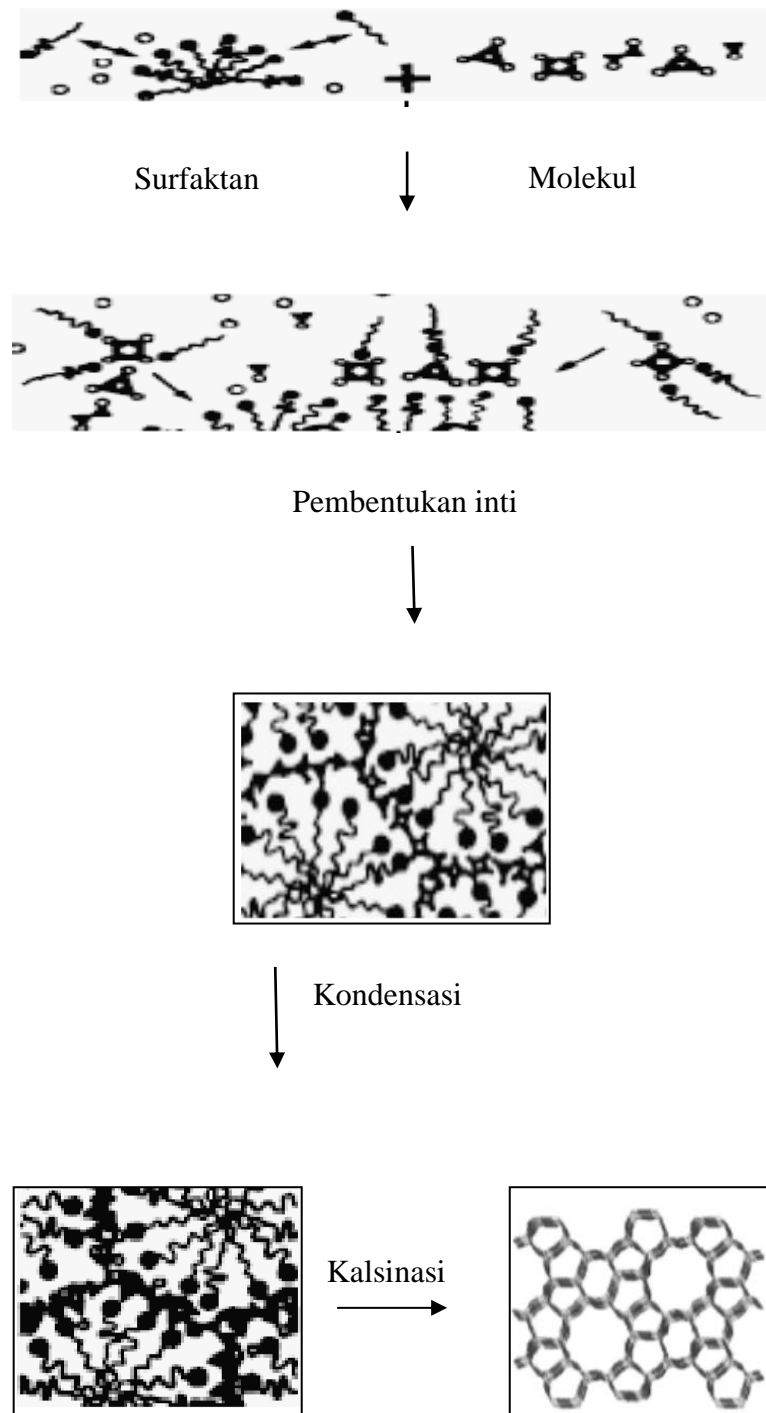 Surfaktan
Molekul
Pembentukan inti
Kondensasi
Kalsinasi